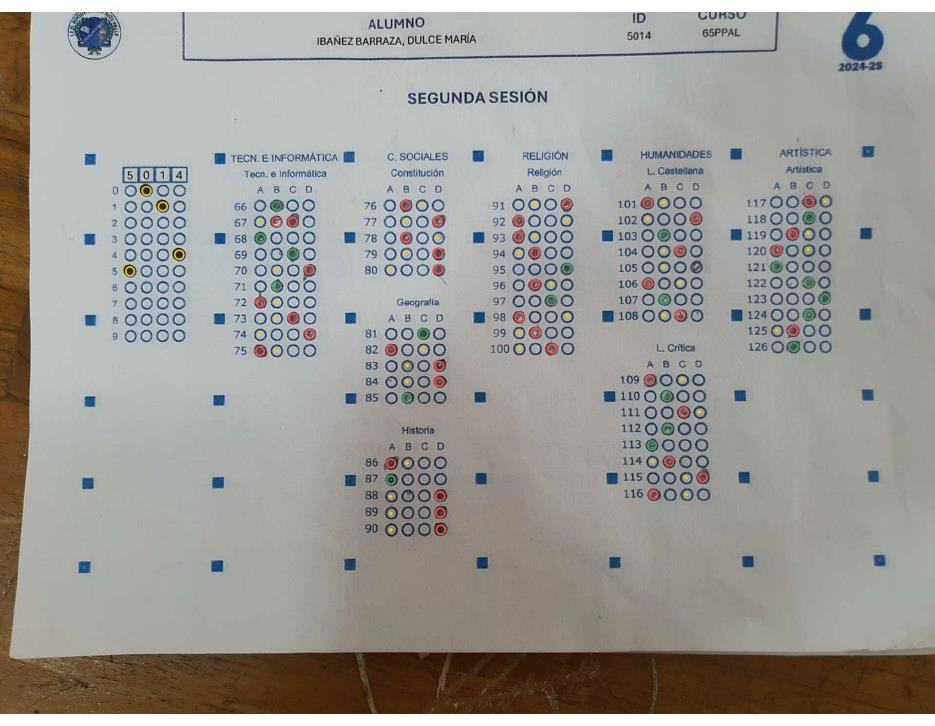 ALUMNO
IBAÑEZ BARRAZA, DULCE MARÍA
ID
5014
CURSO
65PPAL
6
2024-2S
SEGUNDA SESIÓN
5 0 1 4
0
1
2
3
4
5
6
7
8
9
TECN. E INFORMÁTICA
Tecn. e Informática
A B C D
66
67
68
69
70
71
72
73
74
75
C. SOCIALES
Constitución
A B C D
76
77
78
79
80
Geografía
A B C D
81
82
83
84
85
Historia
A B C D
86
87
88
89
90
RELIGIÓN
Religión
A B C D
91
92
93
94
95
96
97
98
99
100
HUMANIDADES
L. Castellana
A B C D
101
102
103
104
105
106
107
108
L. Crítica
A B C D
109
110
111
112
113
114
115
116
ARTÍSTICA
Artística
A B C D
117
118
119
120
121
122
123
124
125
126